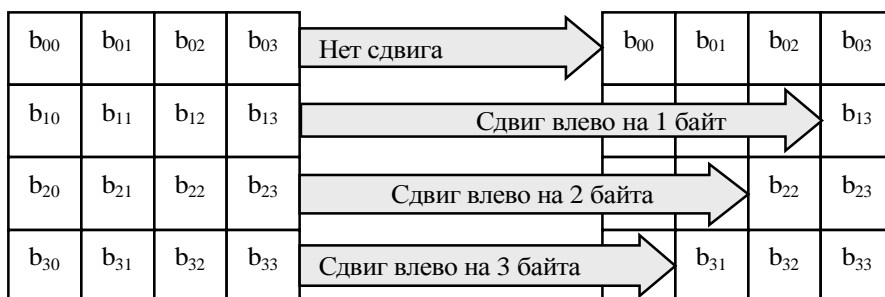 b00 b01 b02 b03 Нет сдвига b00 b01 b02 b03
b10 b11 b12 b13 Сдвиг влево на 1 байт b13
b20 b21 b22 b23 Сдвиг влево на 2 байта b22 b23
b30 b31 b32 b33 Сдвиг влево на 3 байта b31 b32 b33